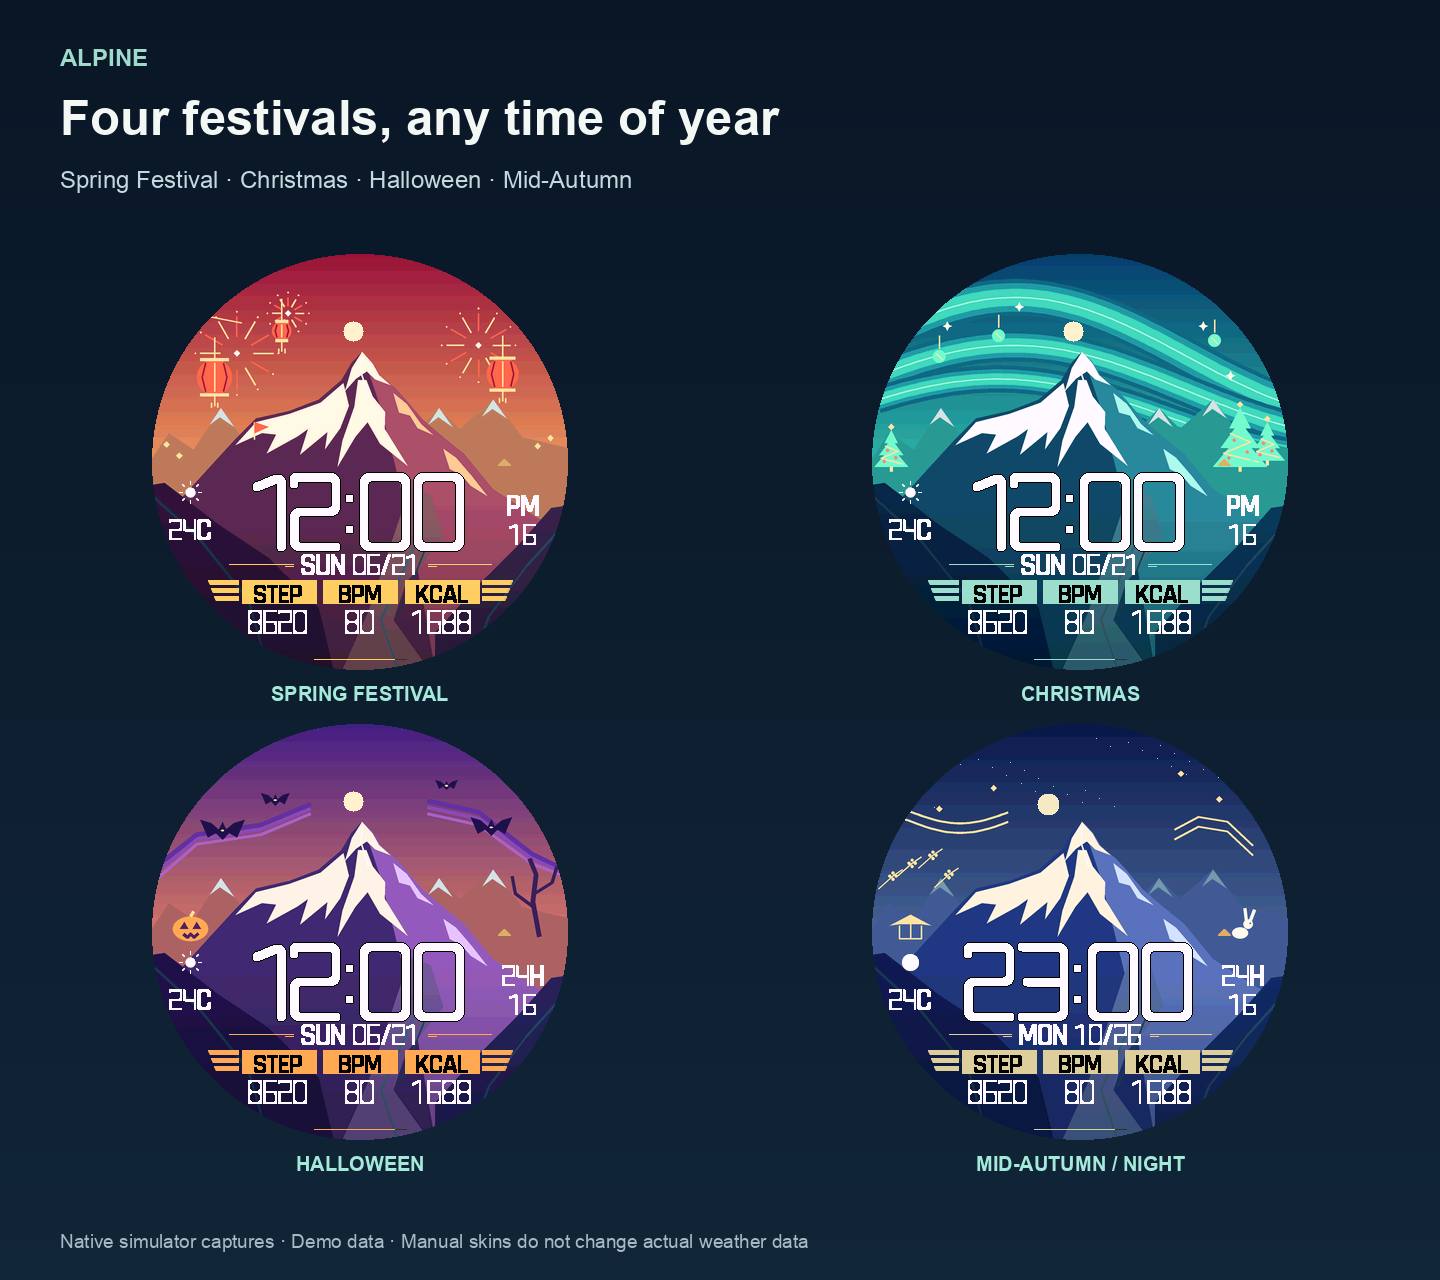 ALPINE
Four festivals, any time of year
Spring Festival · Christmas · Halloween · Mid-Autumn
12:00
PM
24C
16
SUN 06/21
STEP BPM KCAL
8620 80 1688
SPRING FESTIVAL
12:00
PM
24C
16
SUN 06/21
STEP BPM KCAL
8620 80 1688
CHRISTMAS
12:00
24H
24C
16
SUN 06/21
STEP BPM KCAL
8620 80 1688
HALLOWEEN
23:00
24H
24C
16
MON 10/26
STEP BPM KCAL
8620 80 1688
MID-AUTUMN / NIGHT
Native simulator captures · Demo data · Manual skins do not change actual weather data